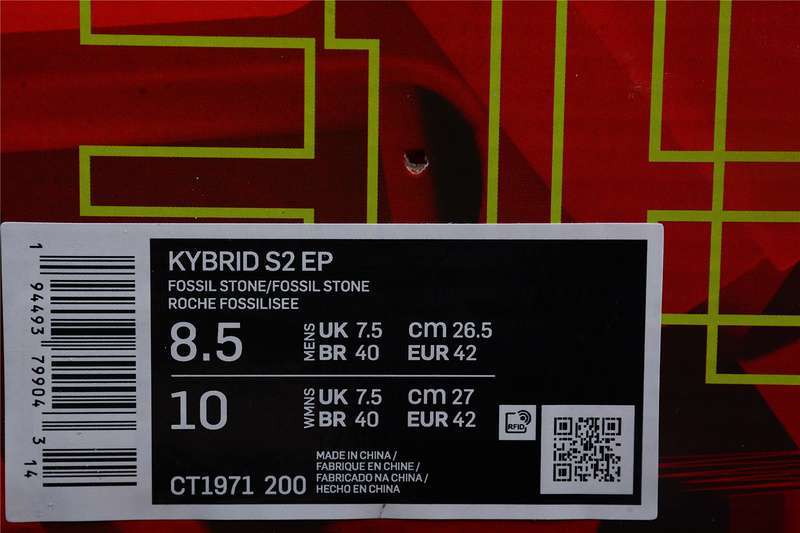 KYBRID S2 EP
FOSSIL STONE/FOSSIL STONE
ROCHE FOSSILISEE
8.5 MENS UK 7.5 cm 26.5
BR 40 EUR 42
10 WMNS UK 7.5 cm 27
BR 40 EUR 42
RFID
CT1971 200
MADE IN CHINA /
FABRIQUE EN CHINE /
FABRICADO NA CHINA /
HECHO EN CHINA
1 94493 79904 3 14